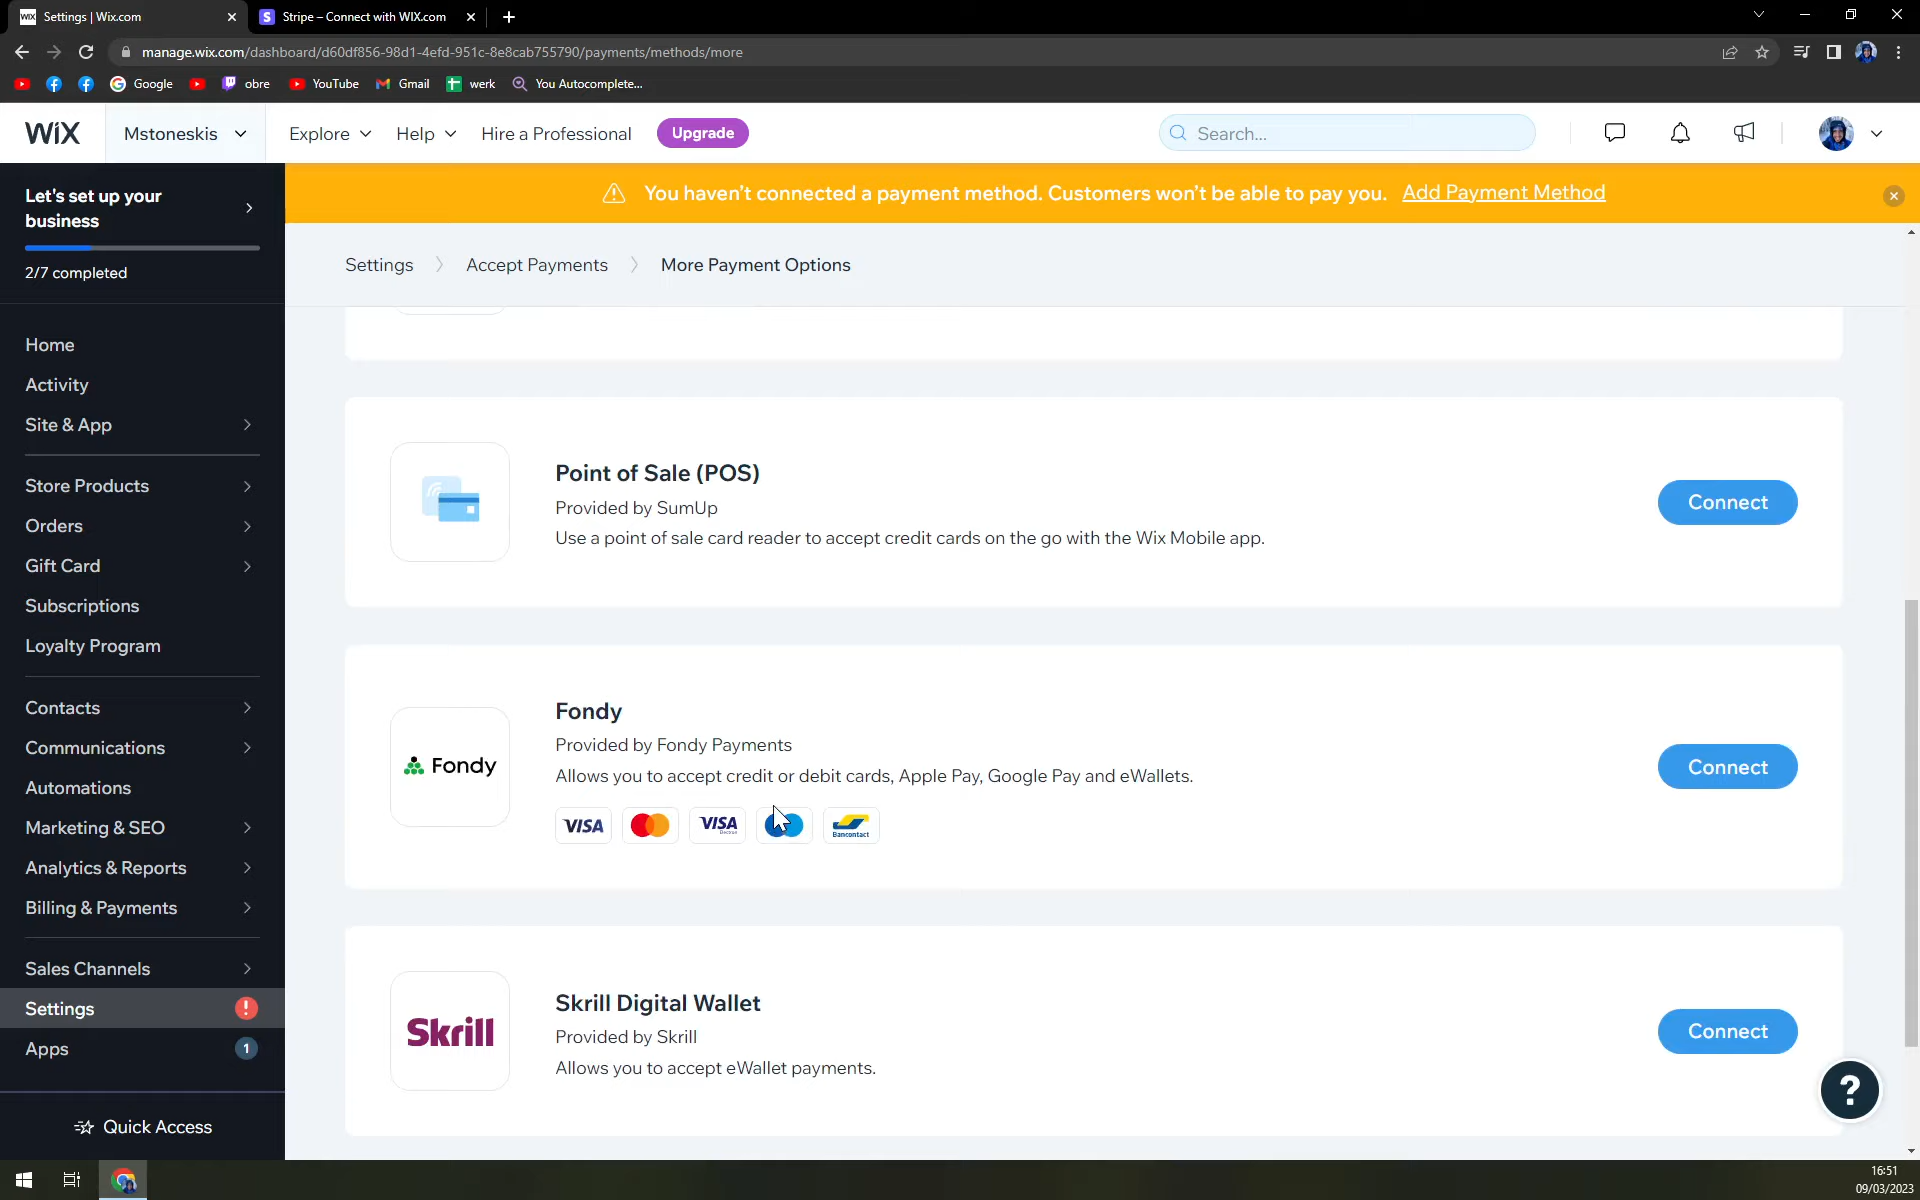 WiX Settings | Wix.com
S Stripe – Connect with WIX.com
manage.wix.com/dashboard/d60df856-98d1-4efd-951c-8e8cab755790/payments/methods/more
Google
obre
YouTube
Gmail
werk
You Autocomplete...
WiX
Mstoneskis
Explore
Help
Hire a Professional
Upgrade
Search...
Let's set up your
business
2/7 completed
Home
Activity
Site & App
Store Products
Orders
Gift Card
Subscriptions
Loyalty Program
Contacts
Communications
Automations
Marketing & SEO
Analytics & Reports
Billing & Payments
Sales Channels
Settings !
Apps 1
Quick Access
You haven't connected a payment method. Customers won't be able to pay you. Add Payment Method
Settings > Accept Payments > More Payment Options
Point of Sale (POS)
Provided by SumUp
Use a point of sale card reader to accept credit cards on the go with the Wix Mobile app.
Connect
Fondy
Fondy
Provided by Fondy Payments
Allows you to accept credit or debit cards, Apple Pay, Google Pay and eWallets.
VISA
VISA
Electron
Bancontact
Connect
Skrill
Skrill Digital Wallet
Provided by Skrill
Allows you to accept eWallet payments.
Connect
?
16:51
09/03/2023